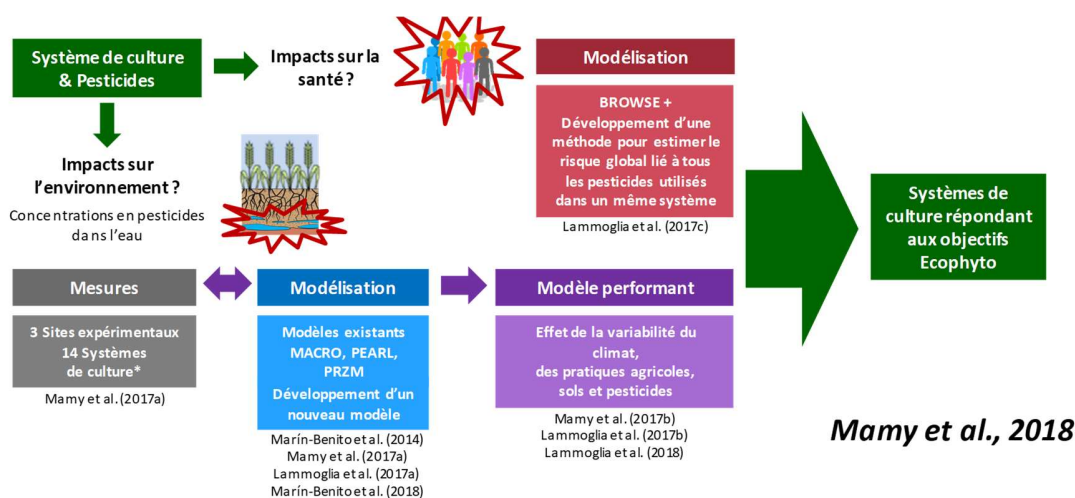 Système de culture
& Pesticides
Impacts sur la
santé ?
Modélisation
BROWSE +
Développement d'une
méthode pour estimer le
risque global lié à tous
les pesticides utilisés
dans un même système
Lammoglia et al. (2017c)
Impacts sur
l'environnement ?
Concentrations en pesticides
dans l'eau
Systèmes de
culture répondant
aux objectifs
Ecophyto
Mesures
3 Sites expérimentaux
14 Systèmes
de culture*
Mamy et al. (2017a)
Modélisation
Modèles existants
MACRO, PEARL,
PRZM
Développement d'un
nouveau modèle
Marín-Benito et al. (2014)
Mamy et al. (2017a)
Lammoglia et al. (2017a)
Marín-Benito et al. (2018)
Modèle performant
Effet de la variabilité du
climat,
des pratiques agricoles,
sols et pesticides
Mamy et al. (2017b)
Lammoglia et al. (2017b)
Lammoglia et al. (2018)
Mamy et al., 2018